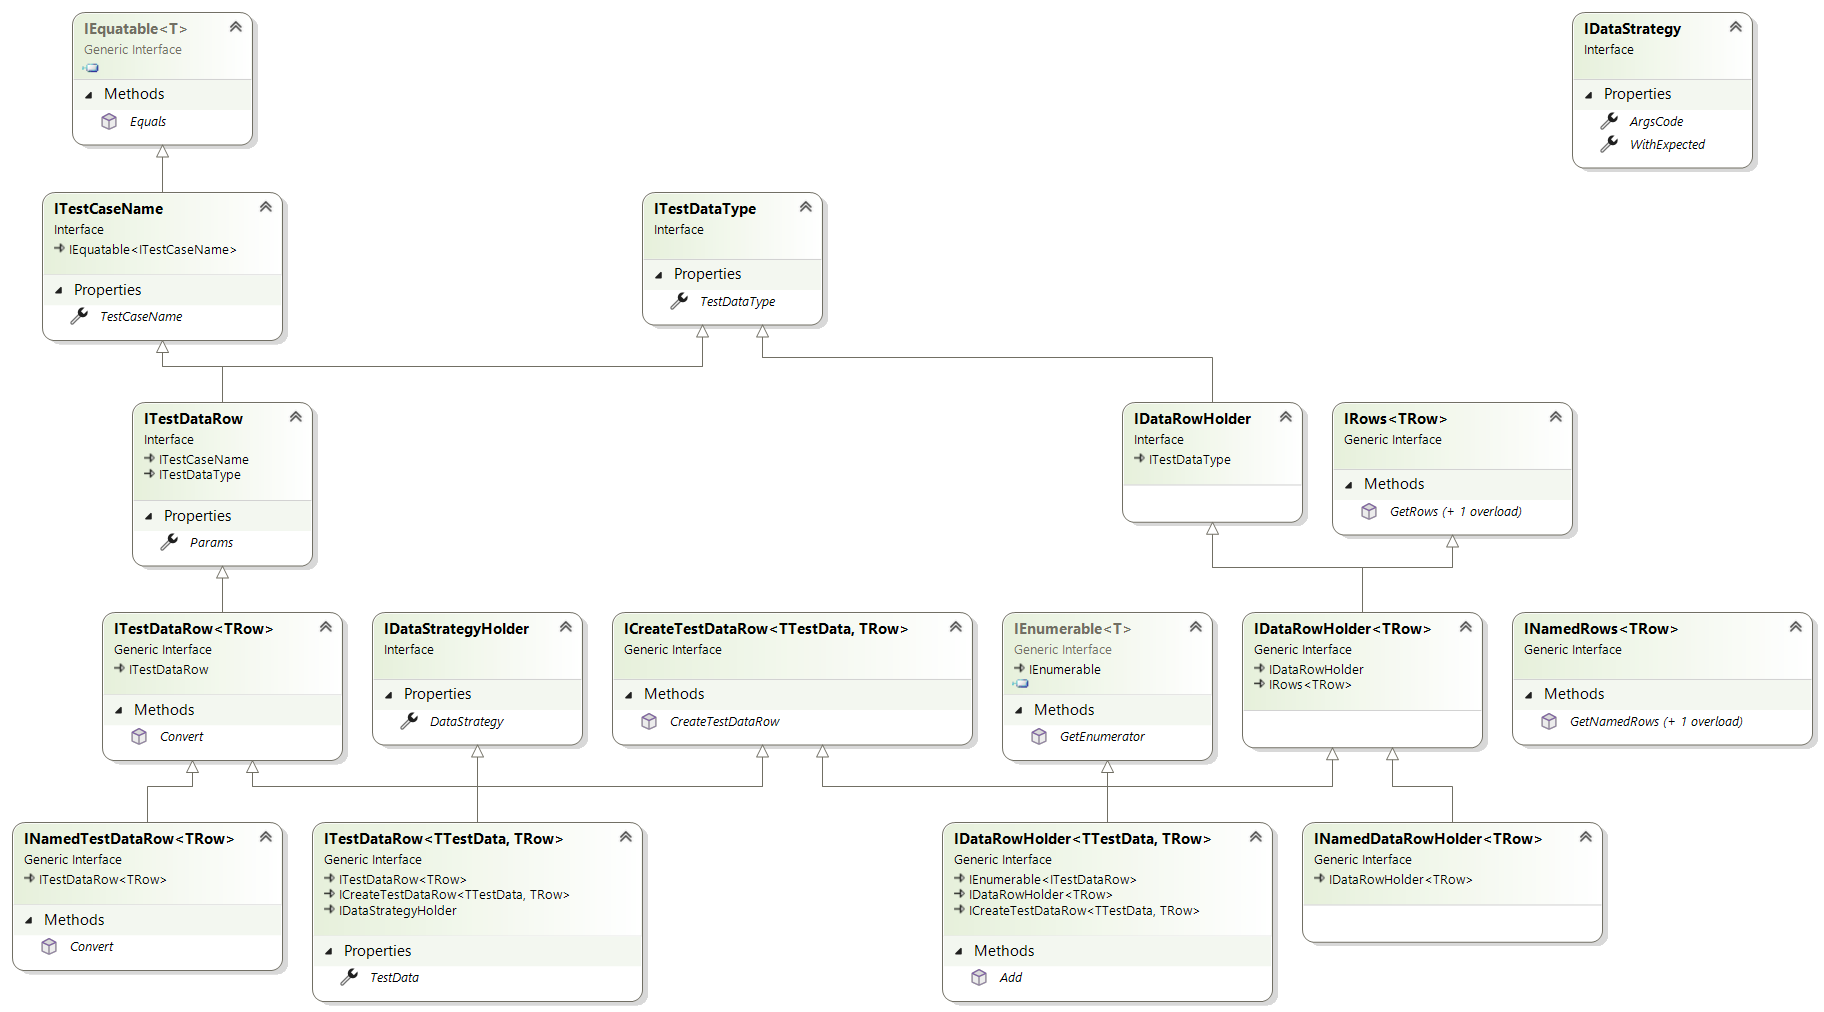 IEquatable<T>
Generic Interface
Methods
Equals
IDataStrategy
Interface
Properties
ArgsCode
WithExpected
ITestCaseName
Interface
IEquatable<ITestCaseName>
Properties
TestCaseName
ITestDataType
Interface
Properties
TestDataType
ITestDataRow
Interface
ITestCaseName
ITestDataType
Properties
Params
IDataRowHolder
Interface
ITestDataType
IRows<TRow>
Generic Interface
Methods
GetRows (+ 1 overload)
ITestDataRow<TRow>
Generic Interface
ITestDataRow
Methods
Convert
IDataStrategyHolder
Interface
Properties
DataStrategy
ICreateTestDataRow<TTestData, TRow>
Generic Interface
Methods
CreateTestDataRow
IEnumerable<T>
Generic Interface
IEnumerable
Methods
GetEnumerator
IDataRowHolder<TRow>
Generic Interface
IDataRowHolder
IRows<TRow>
INamedRows<TRow>
Generic Interface
Methods
GetNamedRows (+ 1 overload)
INamedTestDataRow<TRow>
Generic Interface
ITestDataRow<TRow>
Methods
Convert
ITestDataRow<TTestData, TRow>
Generic Interface
ITestDataRow<TRow>
ICreateTestDataRow<TTestData, TRow>
IDataStrategyHolder
Properties
TestData
IDataRowHolder<TTestData, TRow>
Generic Interface
IEnumerable<ITestDataRow>
IDataRowHolder<TRow>
ICreateTestDataRow<TTestData, TRow>
Methods
Add
INamedDataRowHolder<TRow>
Generic Interface
IDataRowHolder<TRow>